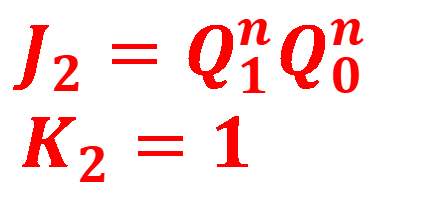 J₂ = Q₁ⁿQ₀ⁿ
K₂ = 1